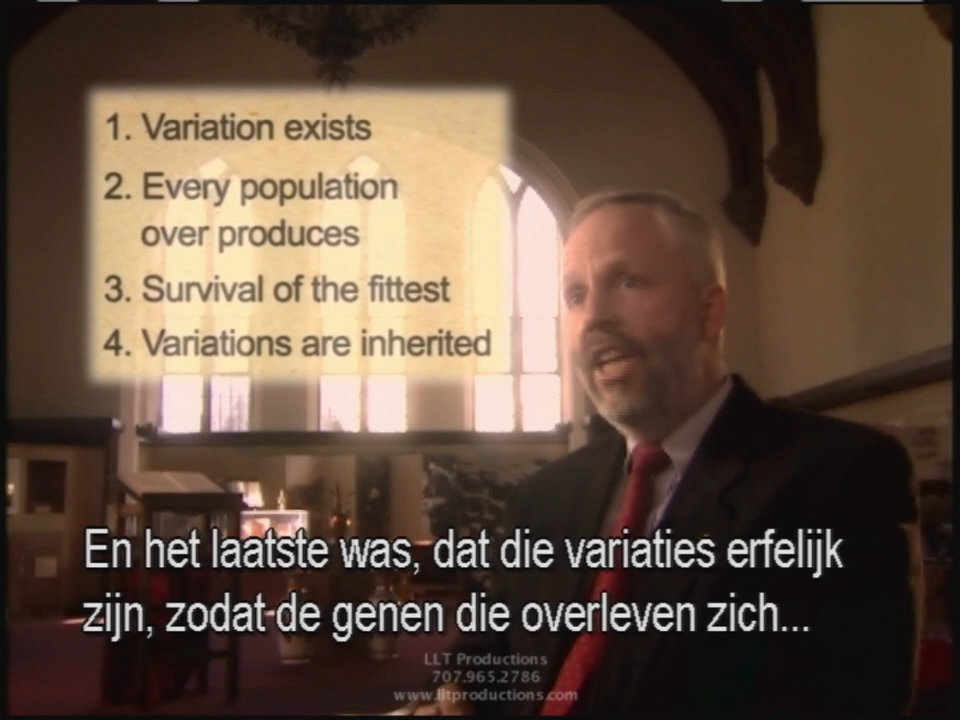 1. Variation exists
2. Every population
over produces
3. Survival of the fittest
4. Variations are inherited
En het laatste was, dat die variaties erfelijk
zijn, zodat de genen die overleven zich...
LLT Productions
707.965.2786
www.lltproductions.com